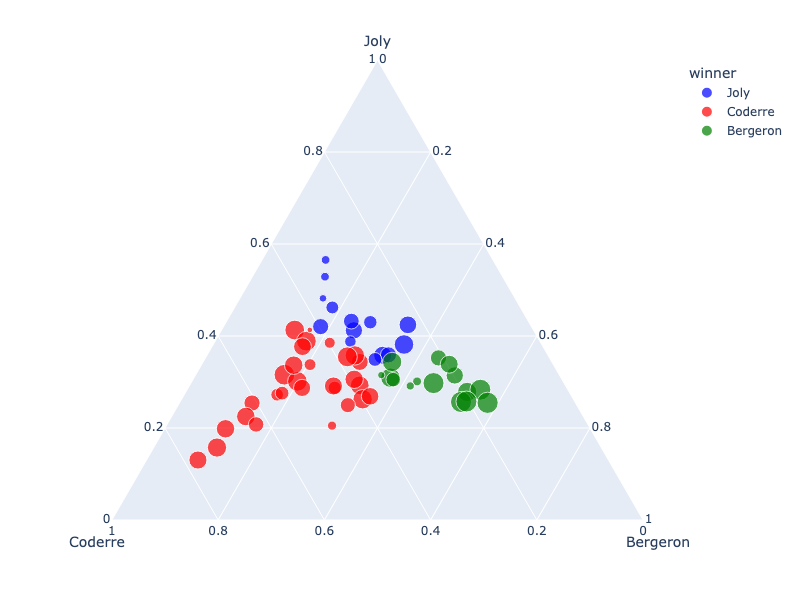 Joly
1 0
winner
Joly
Coderre
Bergeron
0.8 0.2
0.6 0.4
0.4 0.6
0.2 0.8
0 1
1 0.8 0.6 0.4 0.2 0
Coderre Bergeron